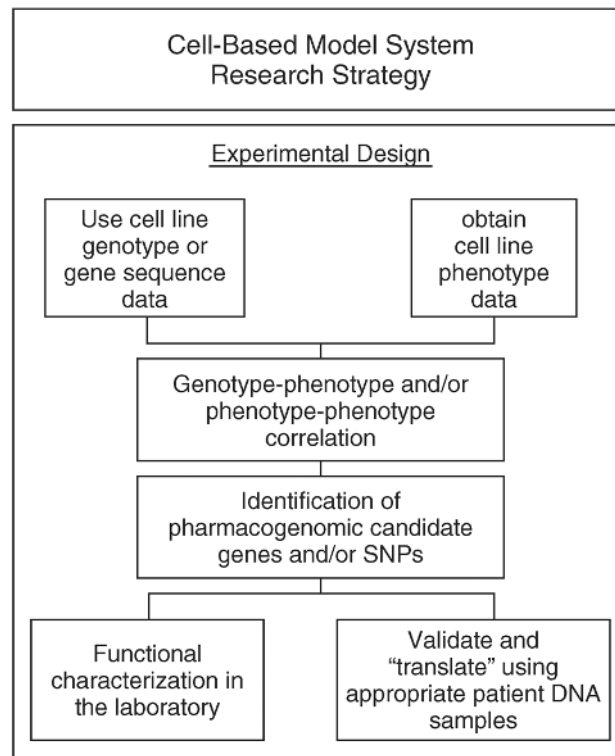 Cell-Based Model System
Research Strategy
Experimental Design
Use cell line
genotype or
gene sequence
data
obtain
cell line
phenotype
data
Genotype-phenotype and/or
phenotype-phenotype
correlation
Identification of
pharmacogenomic candidate
genes and/or SNPs
Functional
characterization in
the laboratory
Validate and
“translate” using
appropriate patient DNA
samples